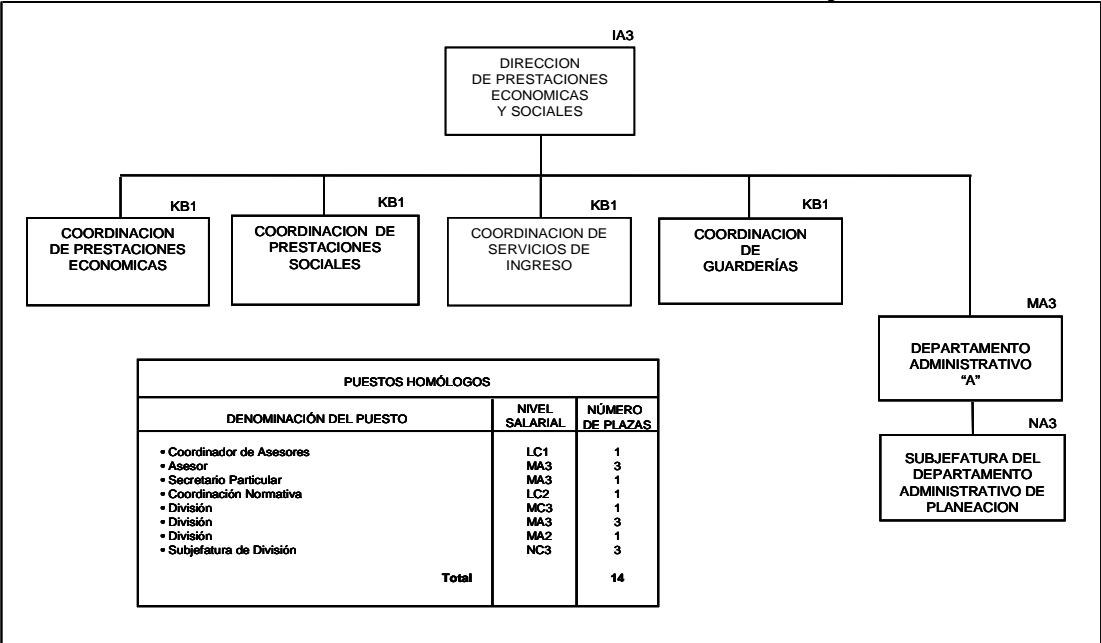 IA3
DIRECCION
DE PRESTACIONES
ECONOMICAS
Y SOCIALES
KB1
COORDINACION
DE PRESTACIONES
ECONOMICAS
KB1
COORDINACION DE
PRESTACIONES
SOCIALES
KB1
COORDINACION DE
SERVICIOS DE
INGRESO
KB1
COORDINACION
DE
GUARDERÍAS
MA3
DEPARTAMENTO
ADMINISTRATIVO
“A”
NA3
SUBJEFATURA DEL
DEPARTAMENTO
ADMINISTRATIVO DE
PLANEACION
PUESTOS HOMÓLOGOS
DENOMINACIÓN DEL PUESTO
NIVEL
SALARIAL
NÚMERO
DE PLAZAS
• Coordinador de Asesores LC1 1
• Asesor MA3 3
• Secretario Particular MA3 1
• Coordinación Normativa LC2 1
• División MC3 1
• División MA3 3
• División MA2 1
• Subjefatura de División NC3 3
Total 14